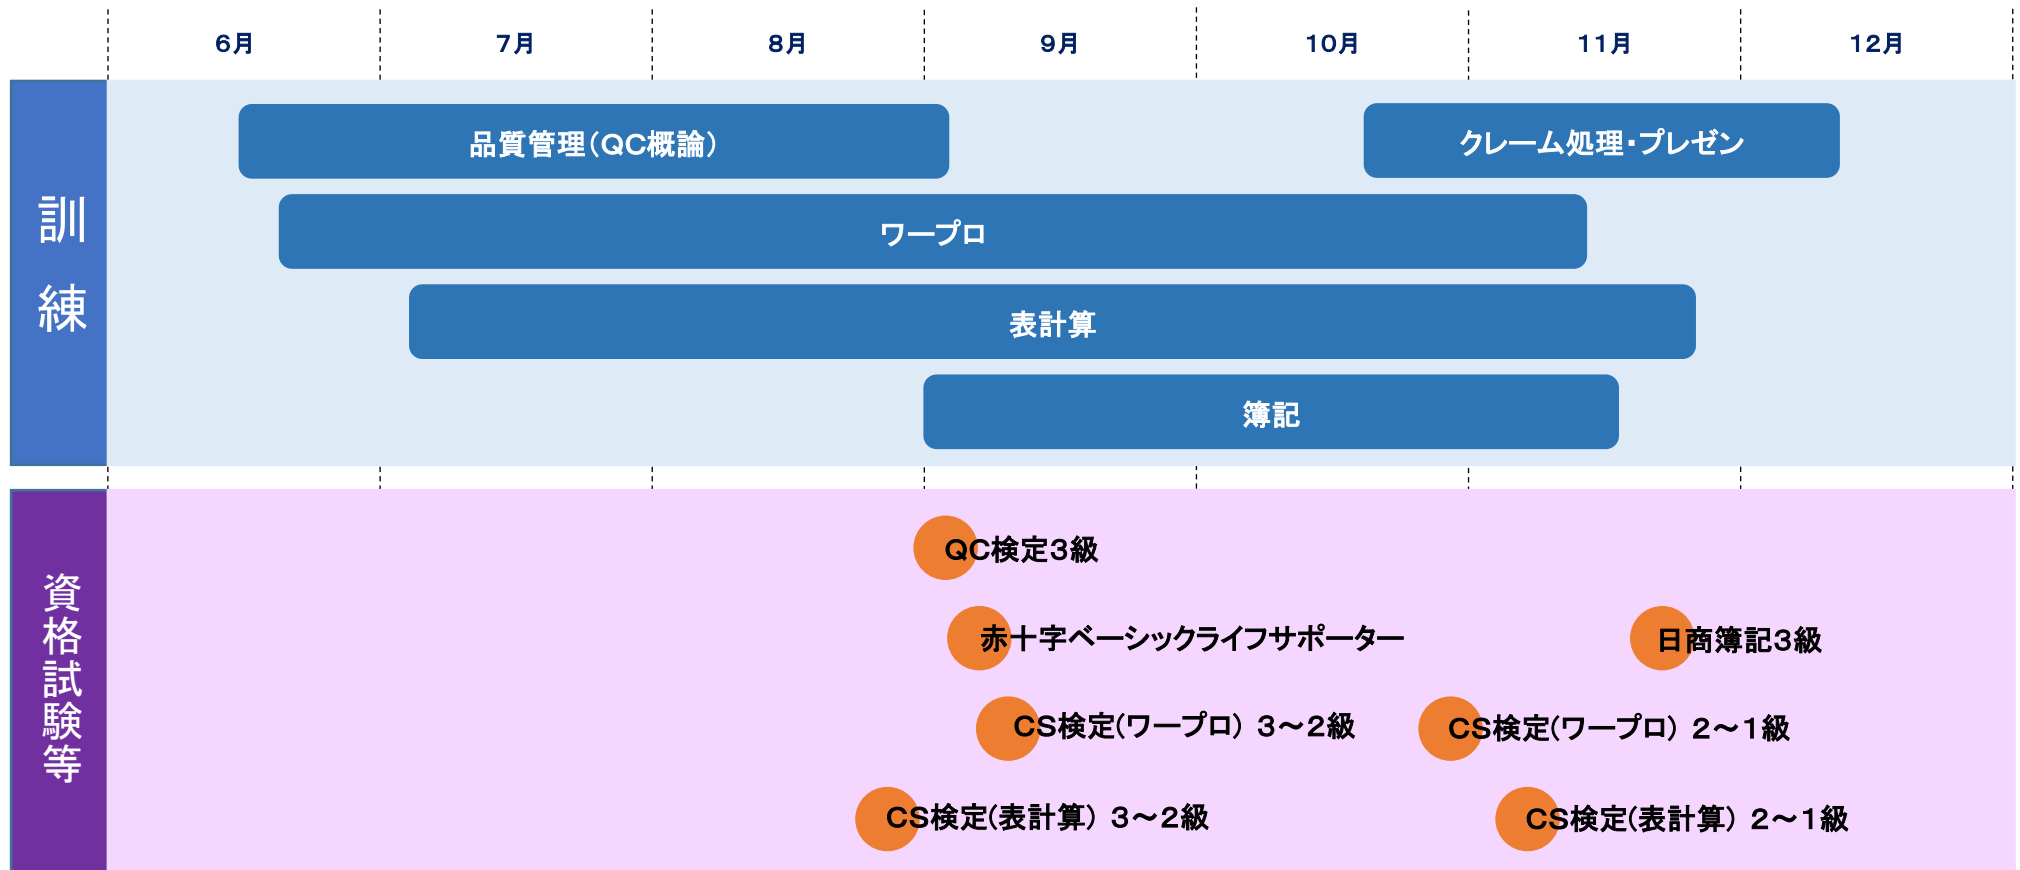 6月 7月 8月 9月 10月 11月 12月
訓練
品質管理(QC概論)
クレーム処理・プレゼン
ワープロ
表計算
簿記
資格試験等
QC検定3級
赤十字ベーシックライフサポーター
日商簿記3級
CS検定(ワープロ) 3～2級
CS検定(ワープロ) 2～1級
CS検定(表計算) 3～2級
CS検定(表計算) 2～1級